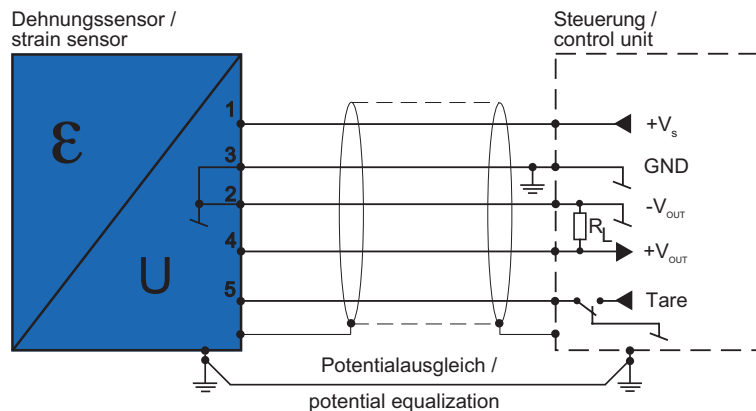 Dehnungssensor /
strain sensor
Steuerung /
control unit
ε
U
1
+Vs
3
GND
2
-VOUT
RL
4
+VOUT
5
Tare
Potentialausgleich /
potential equalization